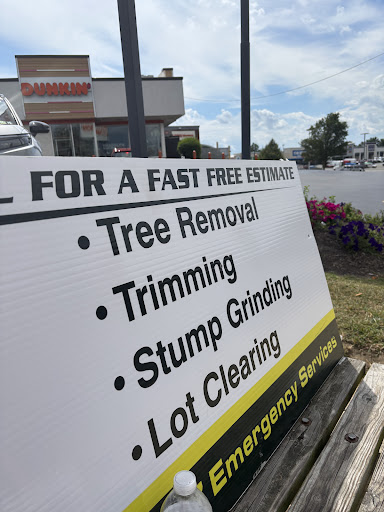 DUNKIN'
FOR A FAST FREE ESTIMATE
• Tree Removal
• Trimming
• Stump Grinding
• Lot Clearing
Emergency Services